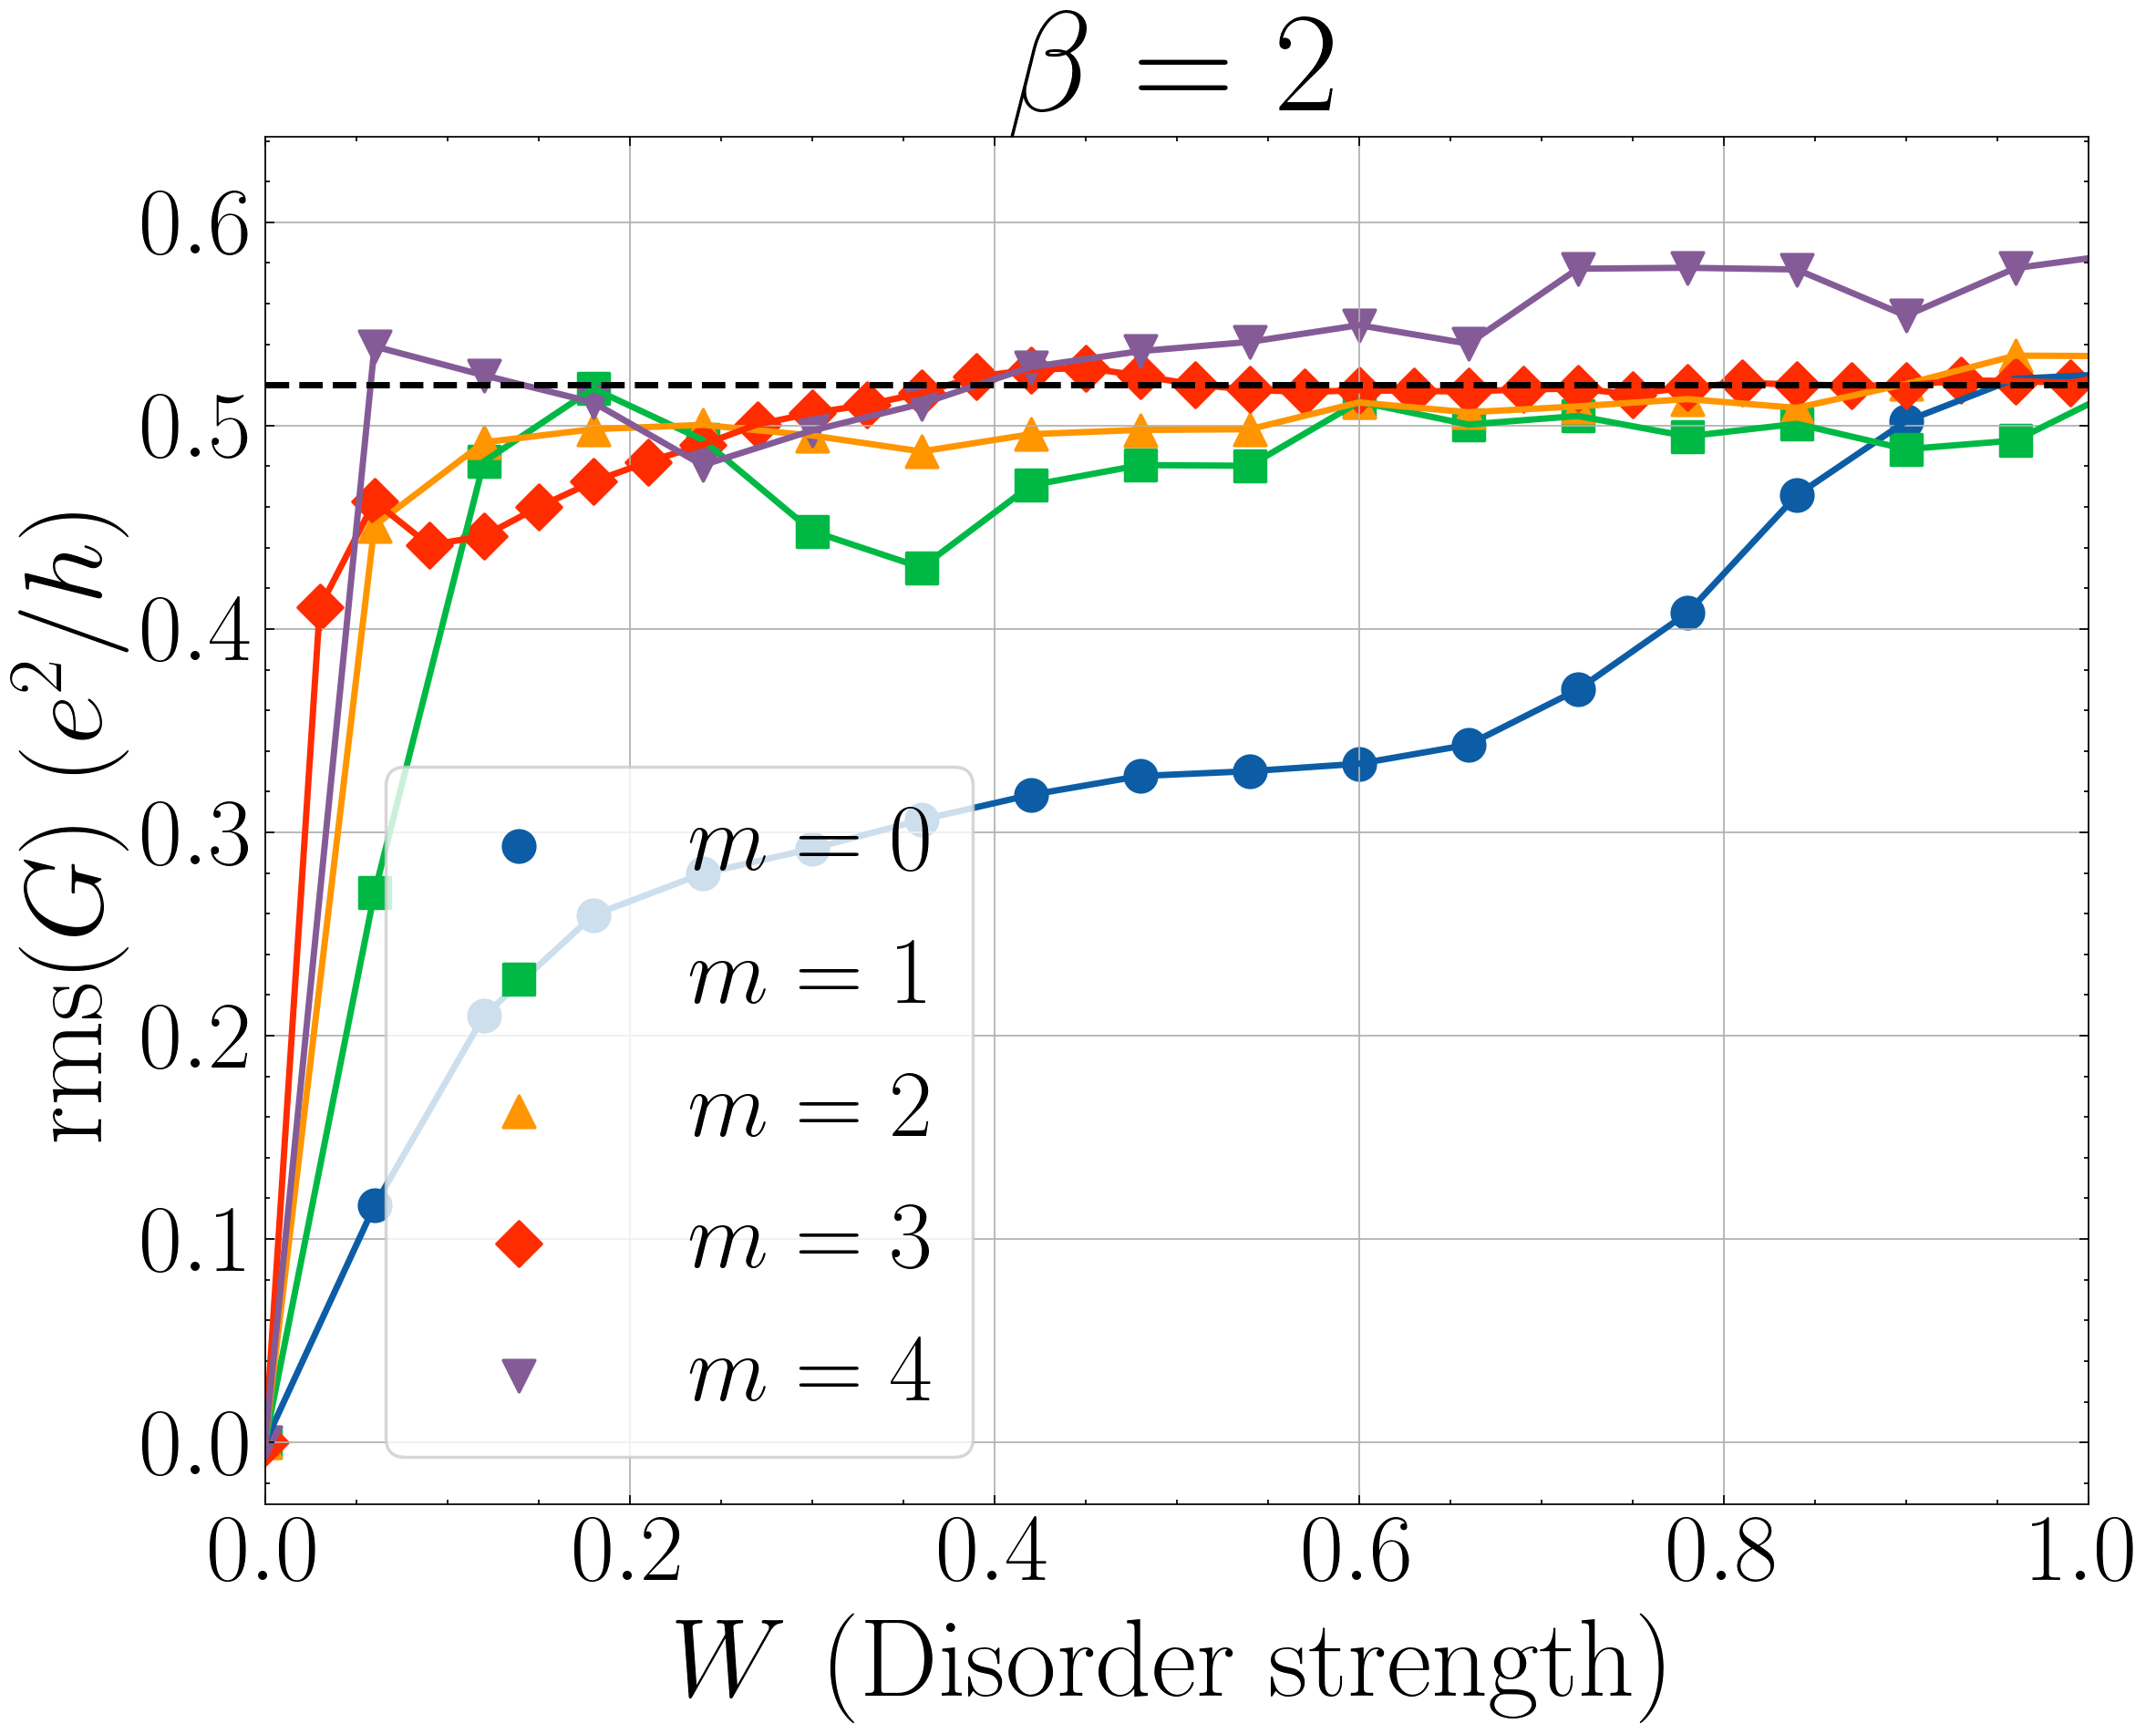 β = 2
rms(G) (e²/h)
0.6
0.5
0.4
0.3
0.2
0.1
0.0
m = 0
m = 1
m = 2
m = 3
m = 4
0.0 0.2 0.4 0.6 0.8 1.0
W (Disorder strength)